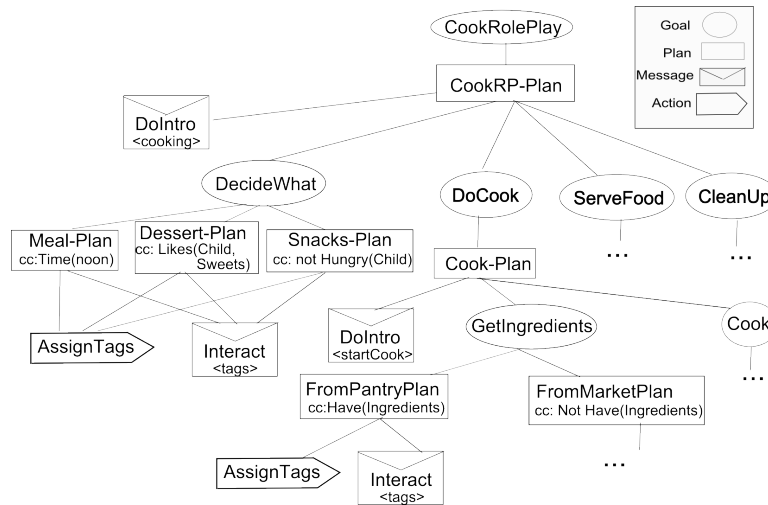 CookRolePlay
Goal
Plan
Message
Action
CookRP-Plan
DoIntro
<cooking>
DecideWhat
DoCook
ServeFood
CleanUp
...
...
Meal-Plan
cc:Time(noon)
Dessert-Plan
cc: Likes(Child,
Sweets)
Snacks-Plan
cc: not Hungry(Child)
Cook-Plan
AssignTags
Interact
<tags>
DoIntro
<startCook>
GetIngredients
Cook
...
FromPantryPlan
cc:Have(Ingredients)
FromMarketPlan
cc: Not Have(Ingredients)
...
AssignTags
Interact
<tags>